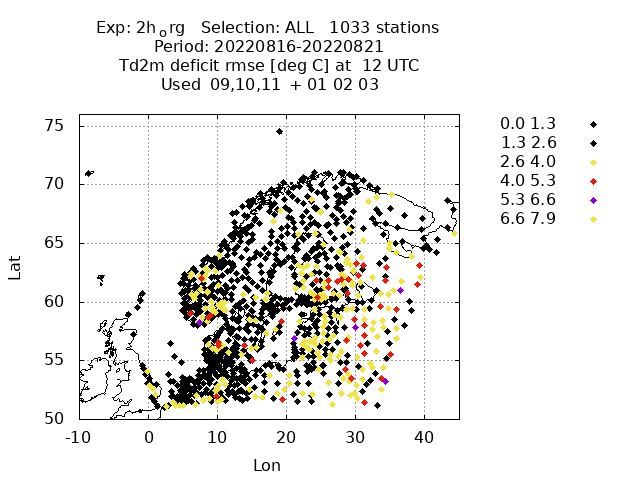 Exp: 2h_org   Selection: ALL   1033 stations
Period: 20220816-20220821
Td2m deficit rmse [deg C] at  12 UTC
Used  09,10,11  + 01 02 03
75
70
65
60
55
50
Lat
-10 0 10 20 30 40
Lon
0.0 1.3
1.3 2.6
2.6 4.0
4.0 5.3
5.3 6.6
6.6 7.9